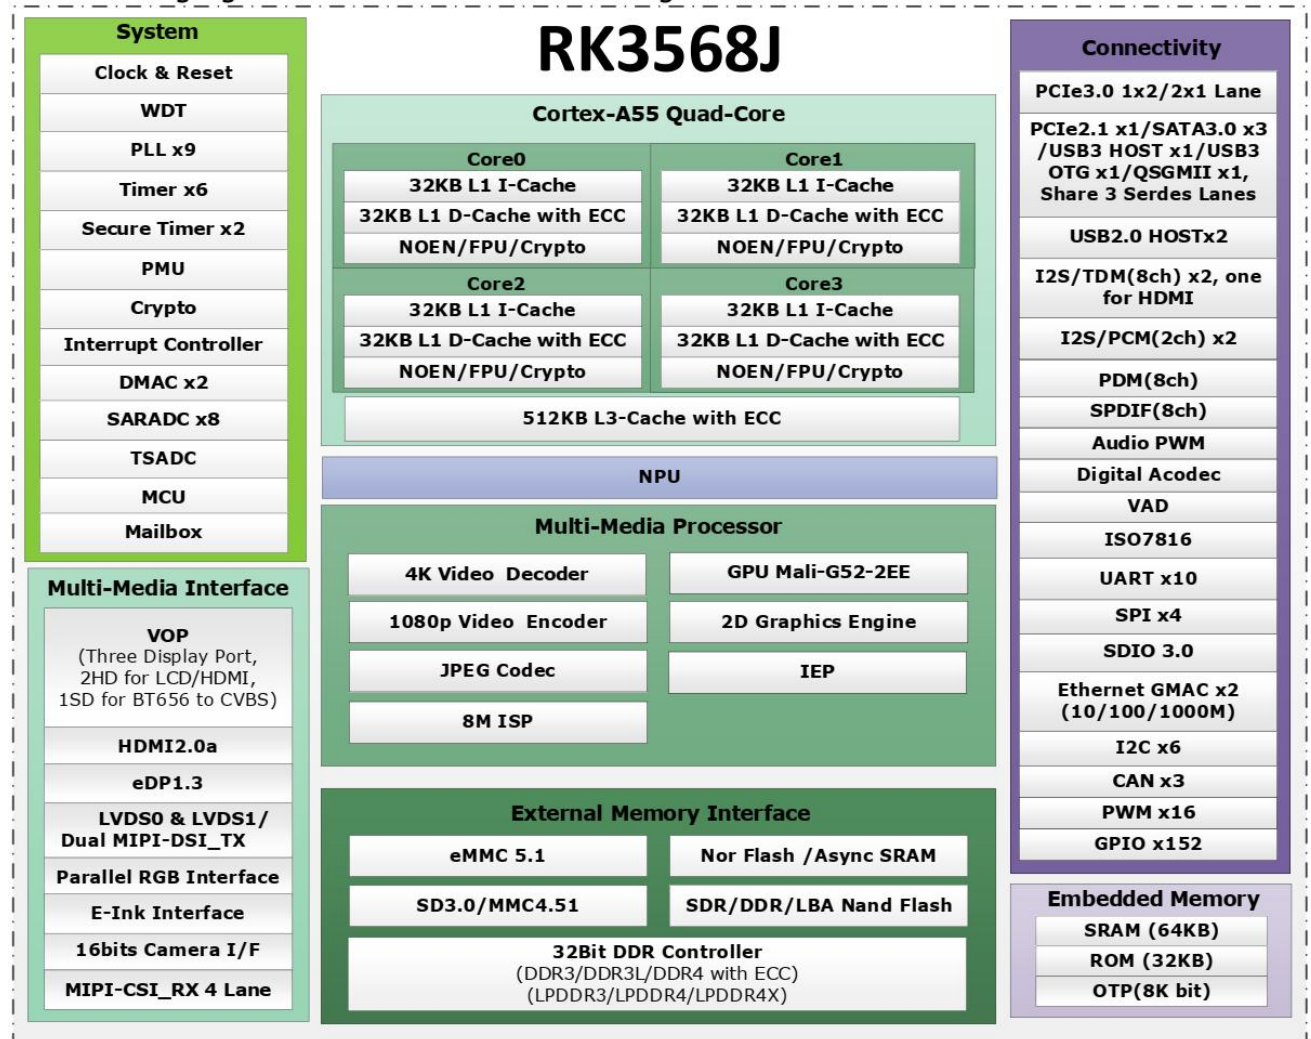 RK3568J
System
Clock & Reset
WDT
PLL x9
Timer x6
Secure Timer x2
PMU
Crypto
Interrupt Controller
DMAC x2
SARADC x8
TSADC
MCU
Mailbox
Multi-Media Interface
VOP
(Three Display Port,
2HD for LCD/HDMI,
1SD for BT656 to CVBS)
HDMI2.0a
eDP1.3
LVDS0 & LVDS1/
Dual MIPI-DSI_TX
Parallel RGB Interface
E-Ink Interface
16bits Camera I/F
MIPI-CSI_RX 4 Lane
Cortex-A55 Quad-Core
Core0
32KB L1 I-Cache
32KB L1 D-Cache with ECC
NOEN/FPU/Crypto
Core1
32KB L1 I-Cache
32KB L1 D-Cache with ECC
NOEN/FPU/Crypto
Core2
32KB L1 I-Cache
32KB L1 D-Cache with ECC
NOEN/FPU/Crypto
Core3
32KB L1 I-Cache
32KB L1 D-Cache with ECC
NOEN/FPU/Crypto
512KB L3-Cache with ECC
NPU
Multi-Media Processor
4K Video Decoder
GPU Mali-G52-2EE
1080p Video Encoder
2D Graphics Engine
JPEG Codec
IEP
8M ISP
External Memory Interface
eMMC 5.1
Nor Flash /Async SRAM
SD3.0/MMC4.51
SDR/DDR/LBA Nand Flash
32Bit DDR Controller
(DDR3/DDR3L/DDR4 with ECC)
(LPDDR3/LPDDR4/LPDDR4X)
Connectivity
PCIe3.0 1x2/2x1 Lane
PCIe2.1 x1/SATA3.0 x3
/USB3 HOST x1/USB3
OTG x1/QSGMII x1,
Share 3 Serdes Lanes
USB2.0 HOSTx2
I2S/TDM(8ch) x2, one
for HDMI
I2S/PCM(2ch) x2
PDM(8ch)
SPDIF(8ch)
Audio PWM
Digital Acodec
VAD
ISO7816
UART x10
SPI x4
SDIO 3.0
Ethernet GMAC x2
(10/100/1000M)
I2C x6
CAN x3
PWM x16
GPIO x152
Embedded Memory
SRAM (64KB)
ROM (32KB)
OTP(8K bit)